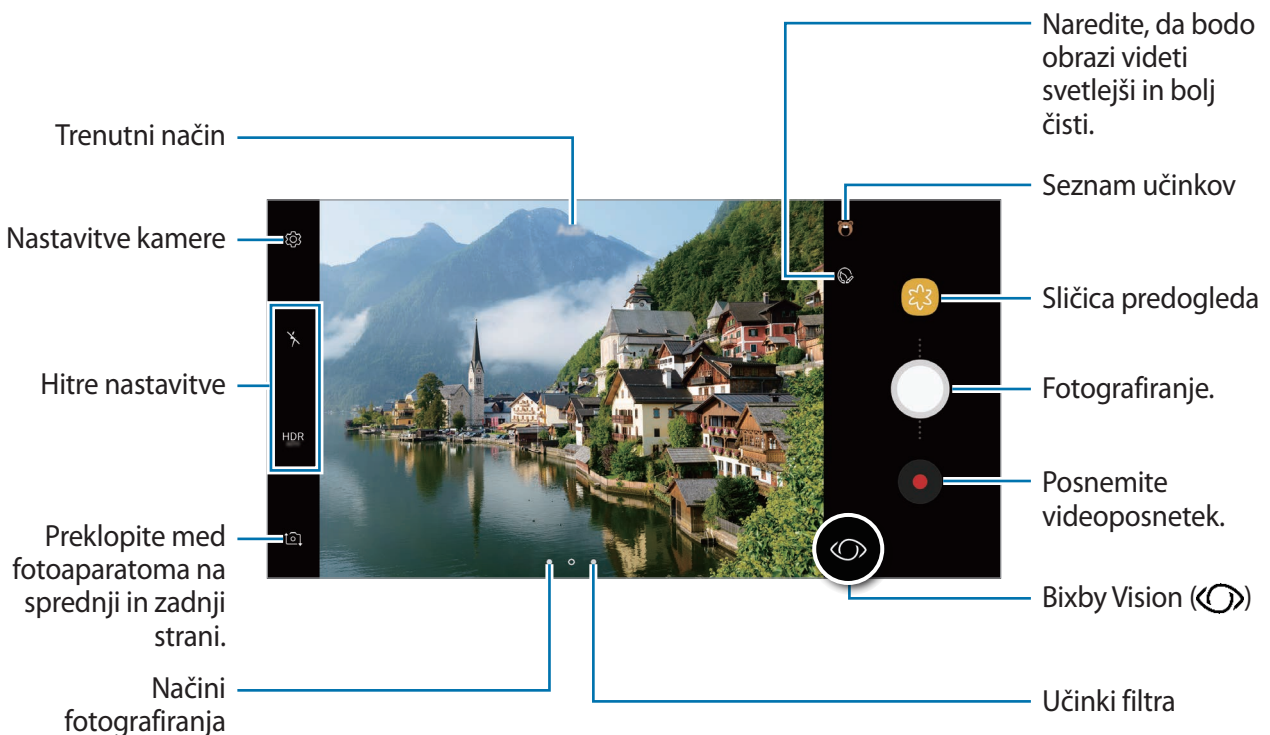 Naredite, da bodo
obrazi videti
svetlejši in bolj
čisti.
Trenutni način
Seznam učinkov
Nastavitve kamere
Sličica predogleda
Hitre nastavitve
Fotografiranje.
HDR
Posnemite
videoposnetek.
Preklopite med
fotoaparatoma na
sprednji in zadnji
strani.
Bixby Vision ()
Načini
fotografiranja
Učinki filtra